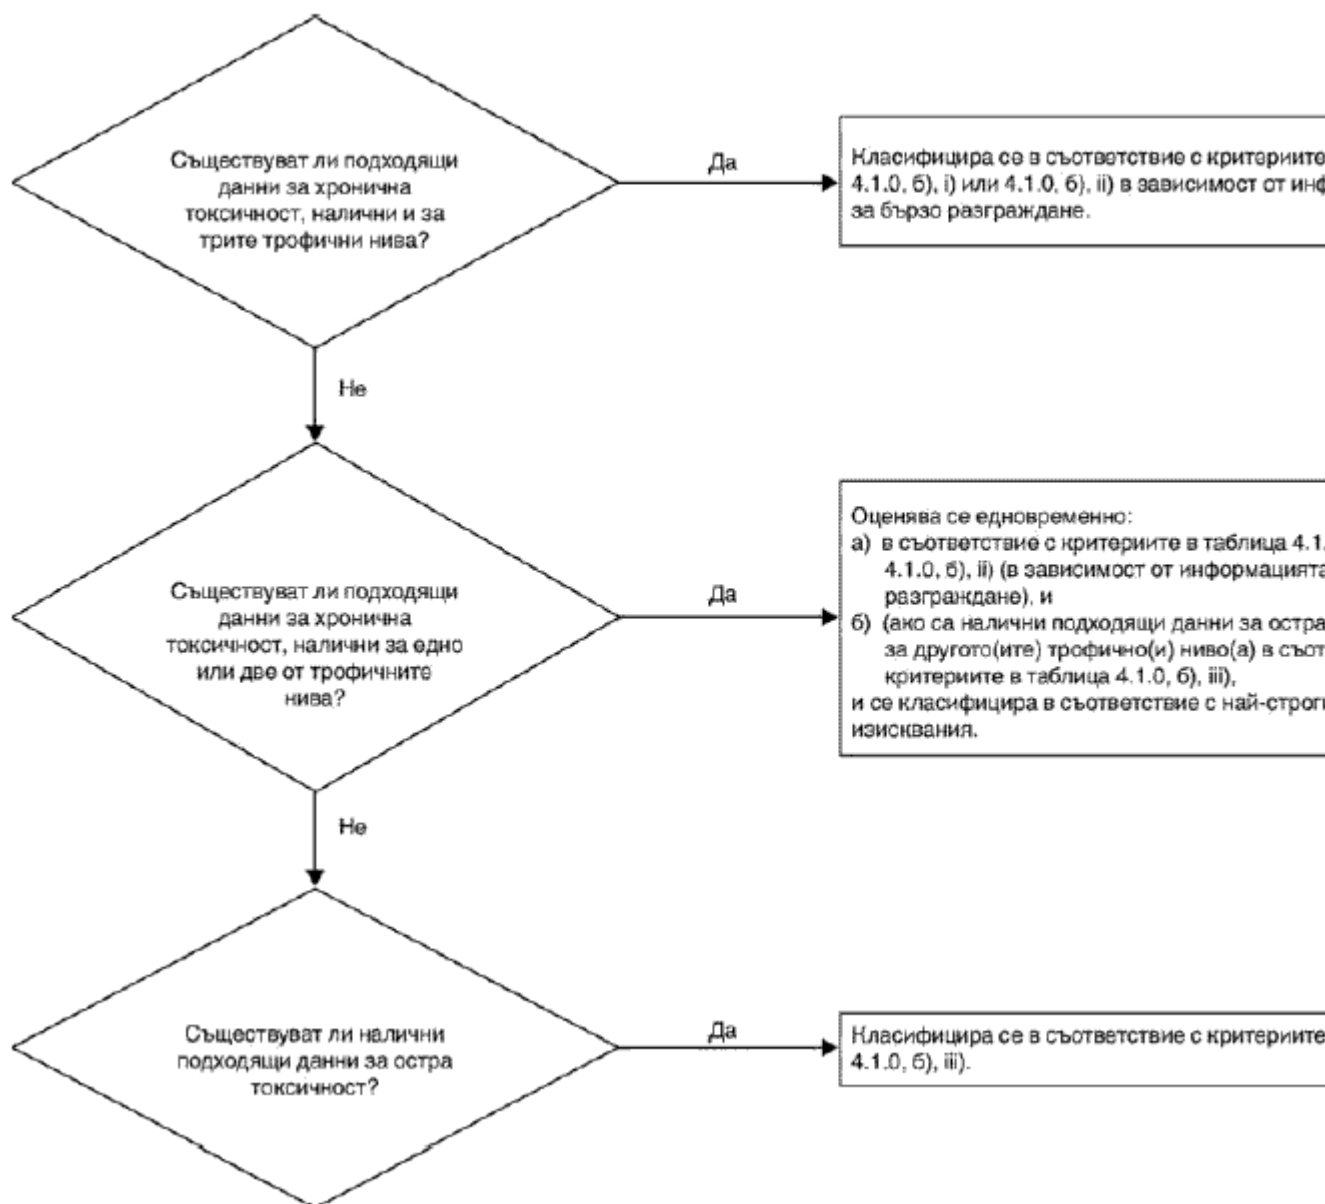 Съществуват ли подходящи
данни за хронична
токсичност, налични и за
трите трофични нива?
Да
Класифицира се в съответствие с критериите
4.1.0, б), i) или 4.1.0, б), ii) в зависимост от
за бързо разграждане.
Не
Съществуват ли подходящи
данни за хронична
токсичност, налични за едно
или две от трофичните
нива?
Да
Оценява се едновременно:
а) в съответствие с критериите в таблица 4.1.
4.1.0, б), ii) (в зависимост от информацията
разграждане), и
б) (ако са налични подходящи данни за остра
за другото(ите) трофично(и) ниво(а) в
критериите в таблица 4.1.0, б), iii),
и се класифицира в съответствие с
изисквания.
Не
Съществуват ли налични
подходящи данни за остра
токсичност?
Да
Класифицира се в съответствие с критериите
4.1.0, б), iii).